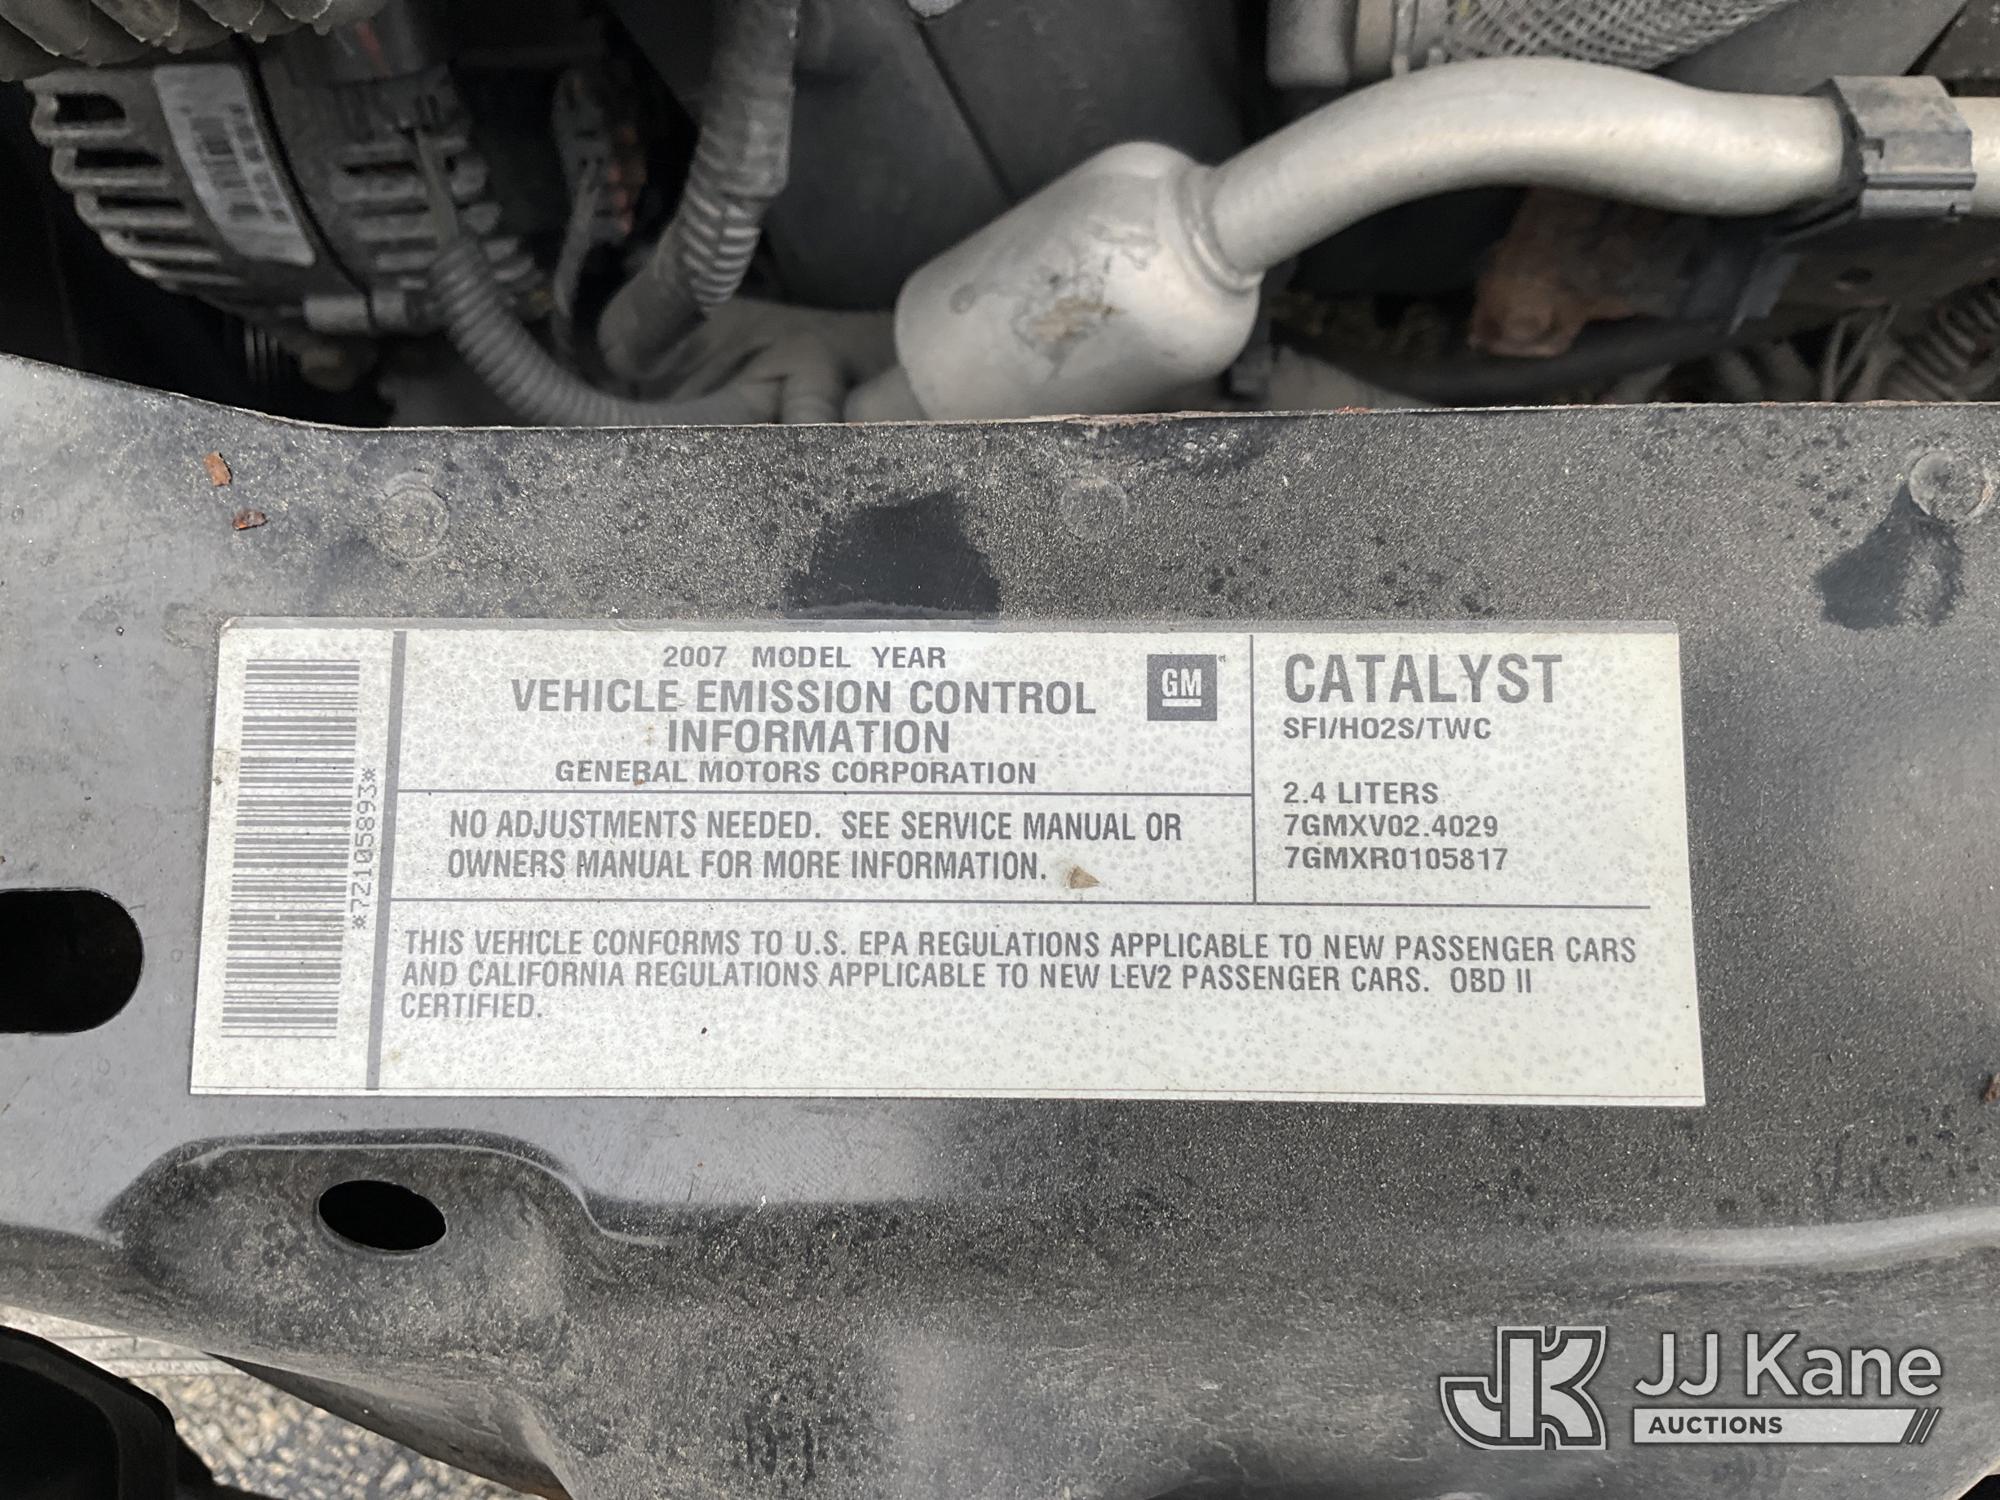 *721058 93*
2007 MODEL YEAR
VEHICLE EMISSION CONTROL
INFORMATION
GENERAL MOTORS CORPORATION
GM
NO ADJUSTMENTS NEEDED. SEE SERVICE MANUAL OR
OWNERS MANUAL FOR MORE INFORMATION.
CATALYST
SFI/HO2S/TWC
2.4 LITERS
7GMXV02.4029
7GMXR0105817
THIS VEHICLE CONFORMS TO U.S. EPA REGULATIONS APPLICABLE TO NEW PASSENGER CARS
AND CALIFORNIA REGULATIONS APPLICABLE TO NEW LEV2 PASSENGER CARS. OBD II
CERTIFIED.
JK JJ Kane
AUCTIONS